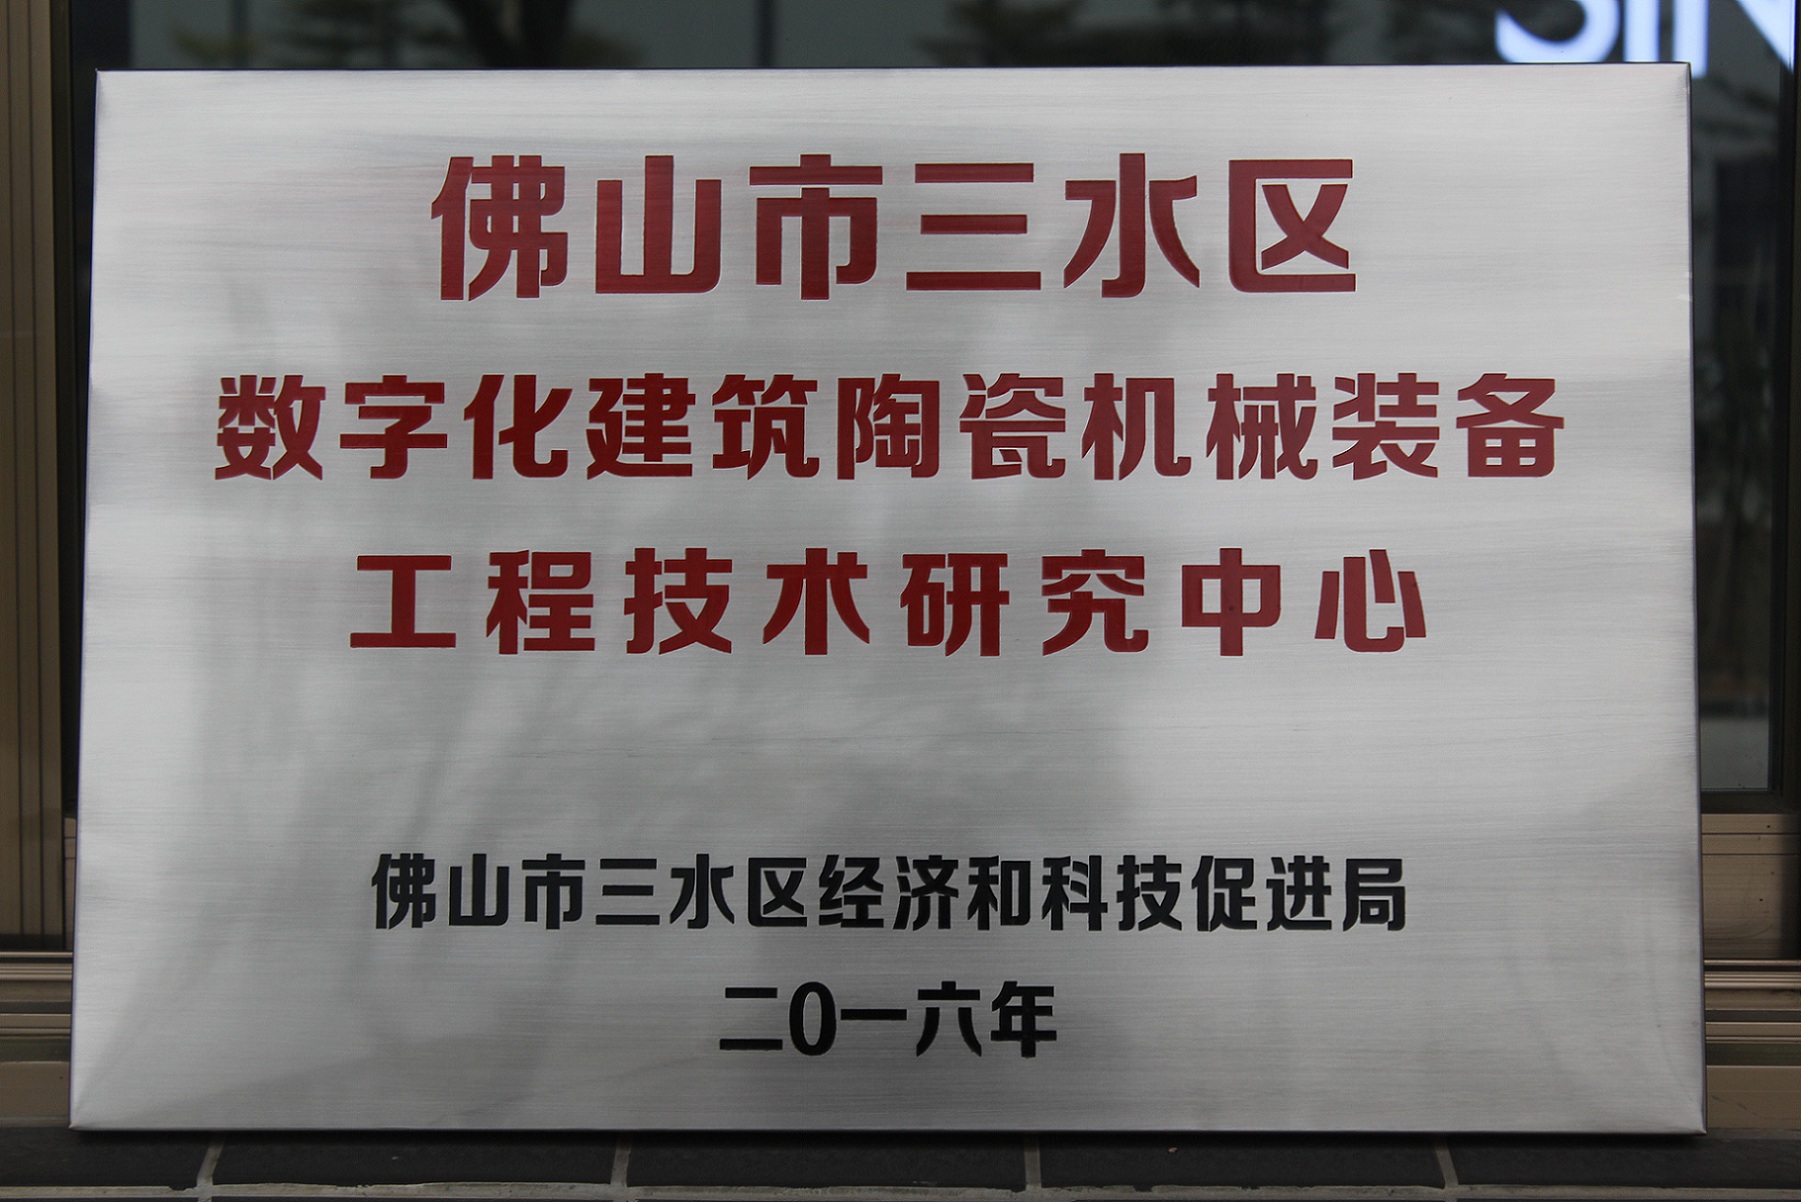 佛山市三水区
数字化建筑陶瓷机械装备
工程技术研究中心
佛山市三水区经济和科技促进局
二0一六年